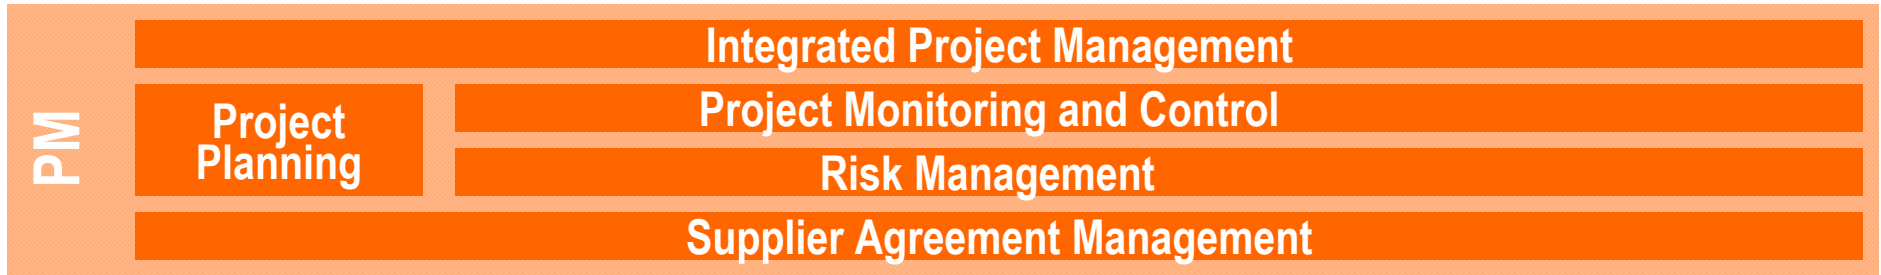 PM
Integrated Project Management
Project
Planning
Project Monitoring and Control
Risk Management
Supplier Agreement Management